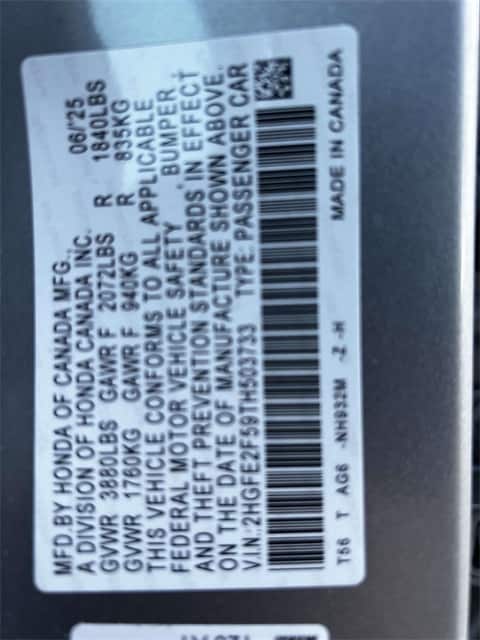 MFD.BY HONDA OF CANADA MFG., 06/'25
A DIVISION OF HONDA CANADA INC.
GVWR 3880LBS GAWR F 2072LBS R 1840LBS
GVWR 1760KG GAWR F 940KG R 835KG
THIS VEHICLE CONFORMS TO ALL APPLICABLE
FEDERAL MOTOR VEHICLE SAFETY, BUMPER,
AND THEFT PREVENTION STANDARDS IN EFFECT
ON THE DATE OF MANUFACTURE SHOWN ABOVE.
V.I.N.:2HGFE2F59TH503733 TYPE: PASSENGER CAR
T56 T AG6 -NH932M -Z -H MADE IN CANADA